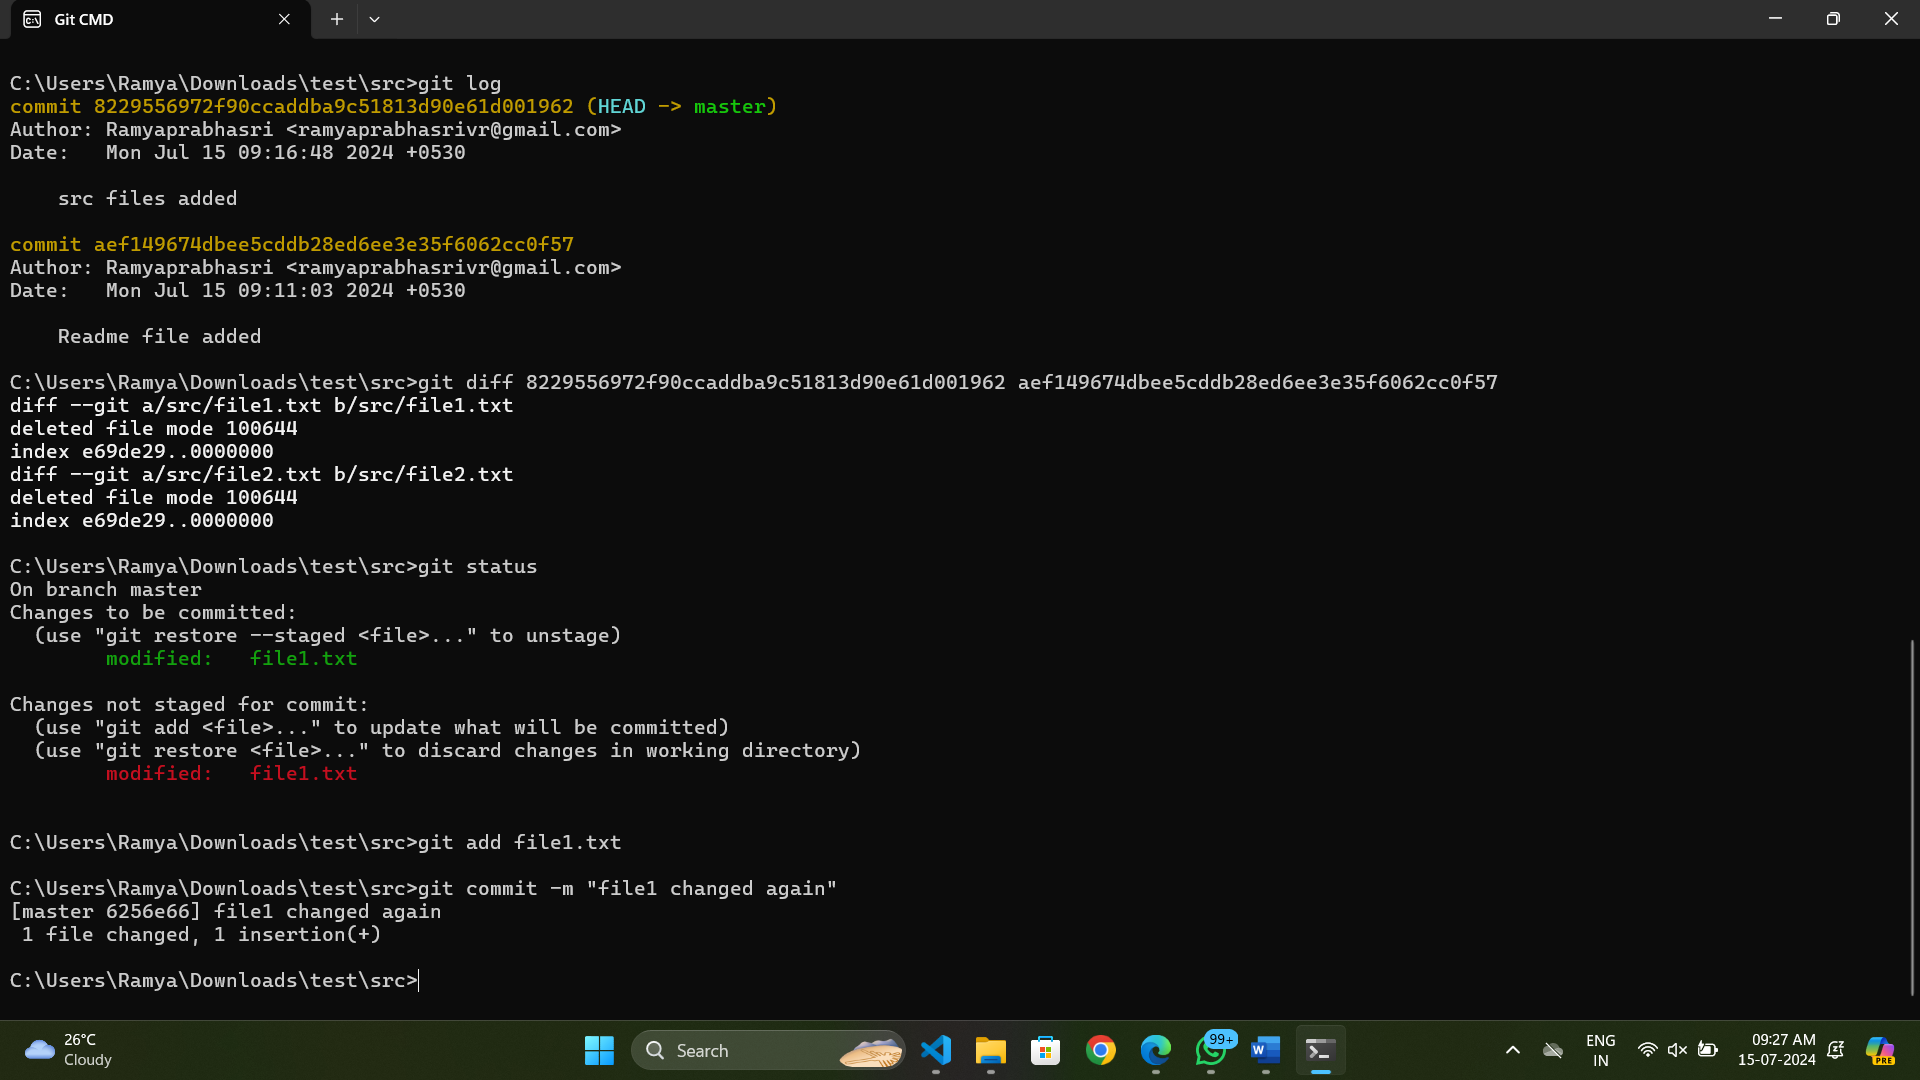 Git CMD
C:\Users\Ramya\Downloads\test\src>git log
commit 8229556972f90ccaddba9c51813d90e61d001962 (HEAD -> master)
Author: Ramyaprabhasri <ramyaprabhasrivr@gmail.com>
Date:   Mon Jul 15 09:16:48 2024 +0530
    src files added
commit aef149674dbee5cddb28ed6ee3e35f6062cc0f57
Author: Ramyaprabhasri <ramyaprabhasrivr@gmail.com>
Date:   Mon Jul 15 09:11:03 2024 +0530
    Readme file added
C:\Users\Ramya\Downloads\test\src>git diff 8229556972f90ccaddba9c51813d90e61d001962 aef149674dbee5cddb28ed6ee3e35f6062cc0f57
diff --git a/src/file1.txt b/src/file1.txt
deleted file mode 100644
index e69de29..0000000
diff --git a/src/file2.txt b/src/file2.txt
deleted file mode 100644
index e69de29..0000000
C:\Users\Ramya\Downloads\test\src>git status
On branch master
Changes to be committed:
  (use "git restore --staged <file>..." to unstage)
        modified:   file1.txt
Changes not staged for commit:
  (use "git add <file>..." to update what will be committed)
  (use "git restore <file>..." to discard changes in working directory)
        modified:   file1.txt
C:\Users\Ramya\Downloads\test\src>git add file1.txt
C:\Users\Ramya\Downloads\test\src>git commit -m "file1 changed again"
[master 6256e66] file1 changed again
 1 file changed, 1 insertion(+)
C:\Users\Ramya\Downloads\test\src>
26°C
Cloudy
Search
99+
W
ENG
IN
09:27 AM
15-07-2024
PRE